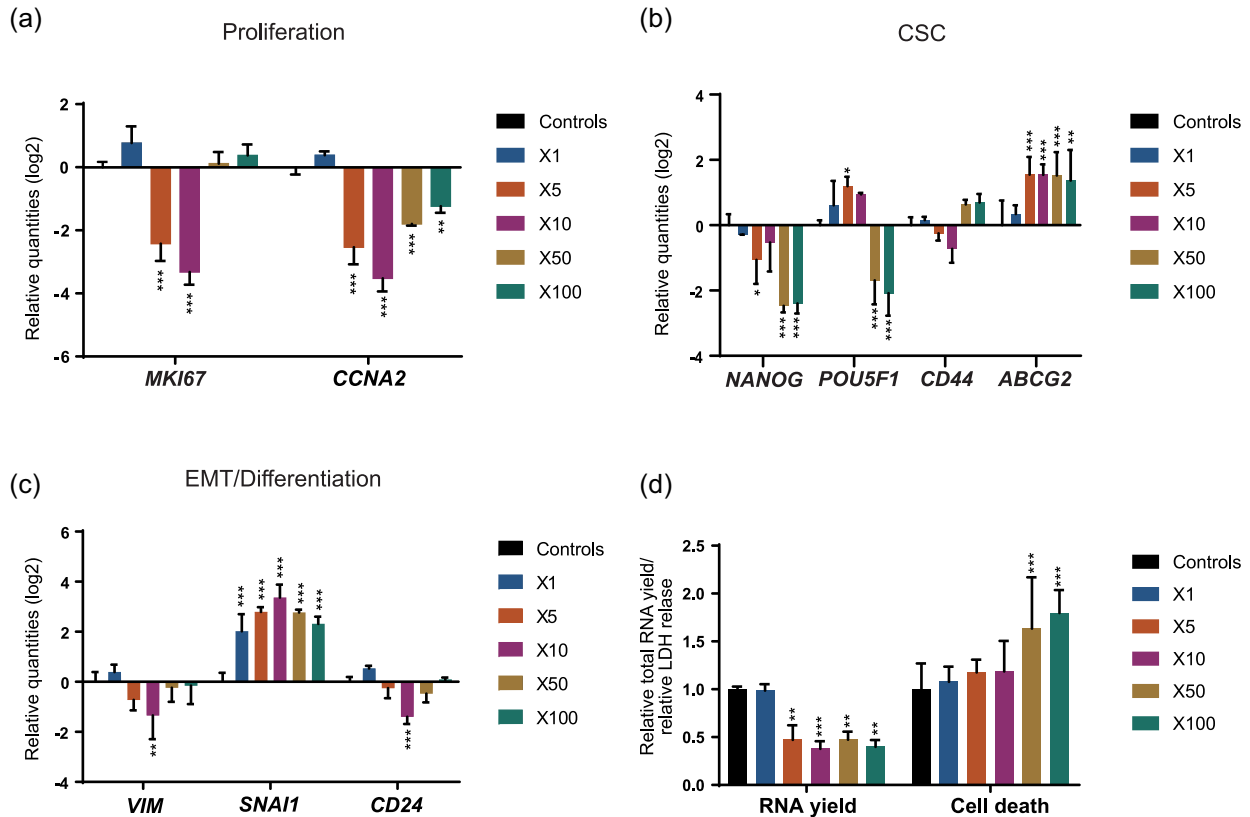 (a)
Proliferation
Relative quantities (log2)
2
0
-2
-4
-6
***
***
***
***
***
**
MKI67
CCNA2
Controls
X1
X5
X10
X50
X100
(b)
CSC
Relative quantities (log2)
4
2
0
-2
-4
*
***
***
*
***
***
***
***
***
**
NANOG
POU5F1
CD44
ABCG2
Controls
X1
X5
X10
X50
X100
(c)
EMT/Differentiation
Relative quantities (log2)
6
4
2
0
-2
-4
**
***
***
***
***
***
***
VIM
SNAI1
CD24
Controls
X1
X5
X10
X50
X100
(d)
Relative total RNA yield/
relative LDH relase
2.5
2.0
1.5
1.0
0.5
0.0
**
***
**
**
***
***
RNA yield
Cell death
Controls
X1
X5
X10
X50
X100